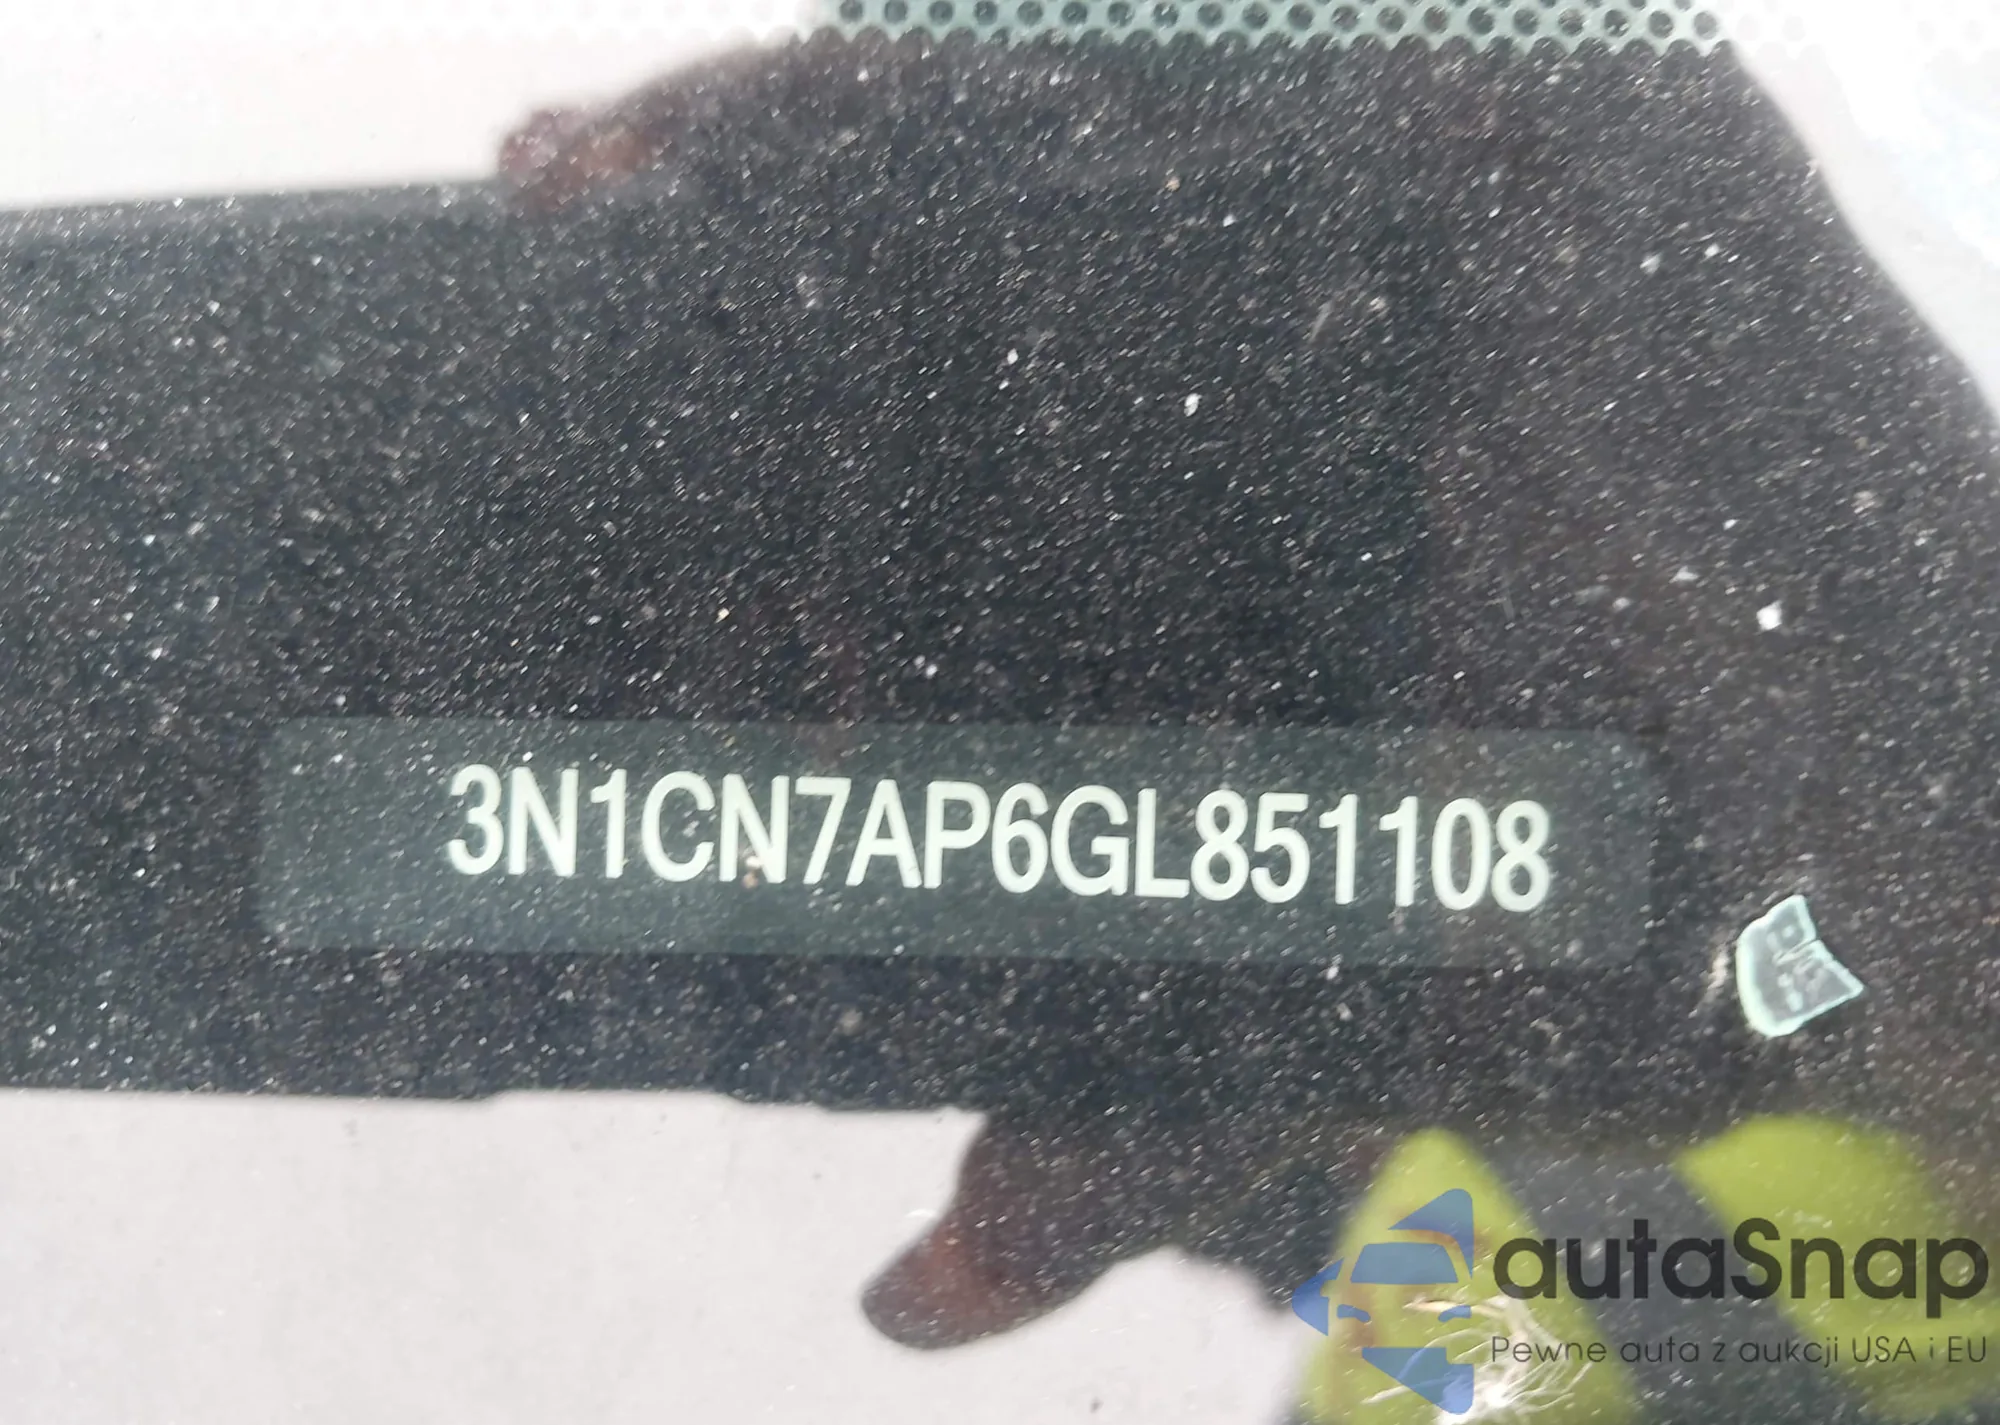 3N1CN7AP6GL851108
autaSnap
Pewne auta z aukcji USA i EU